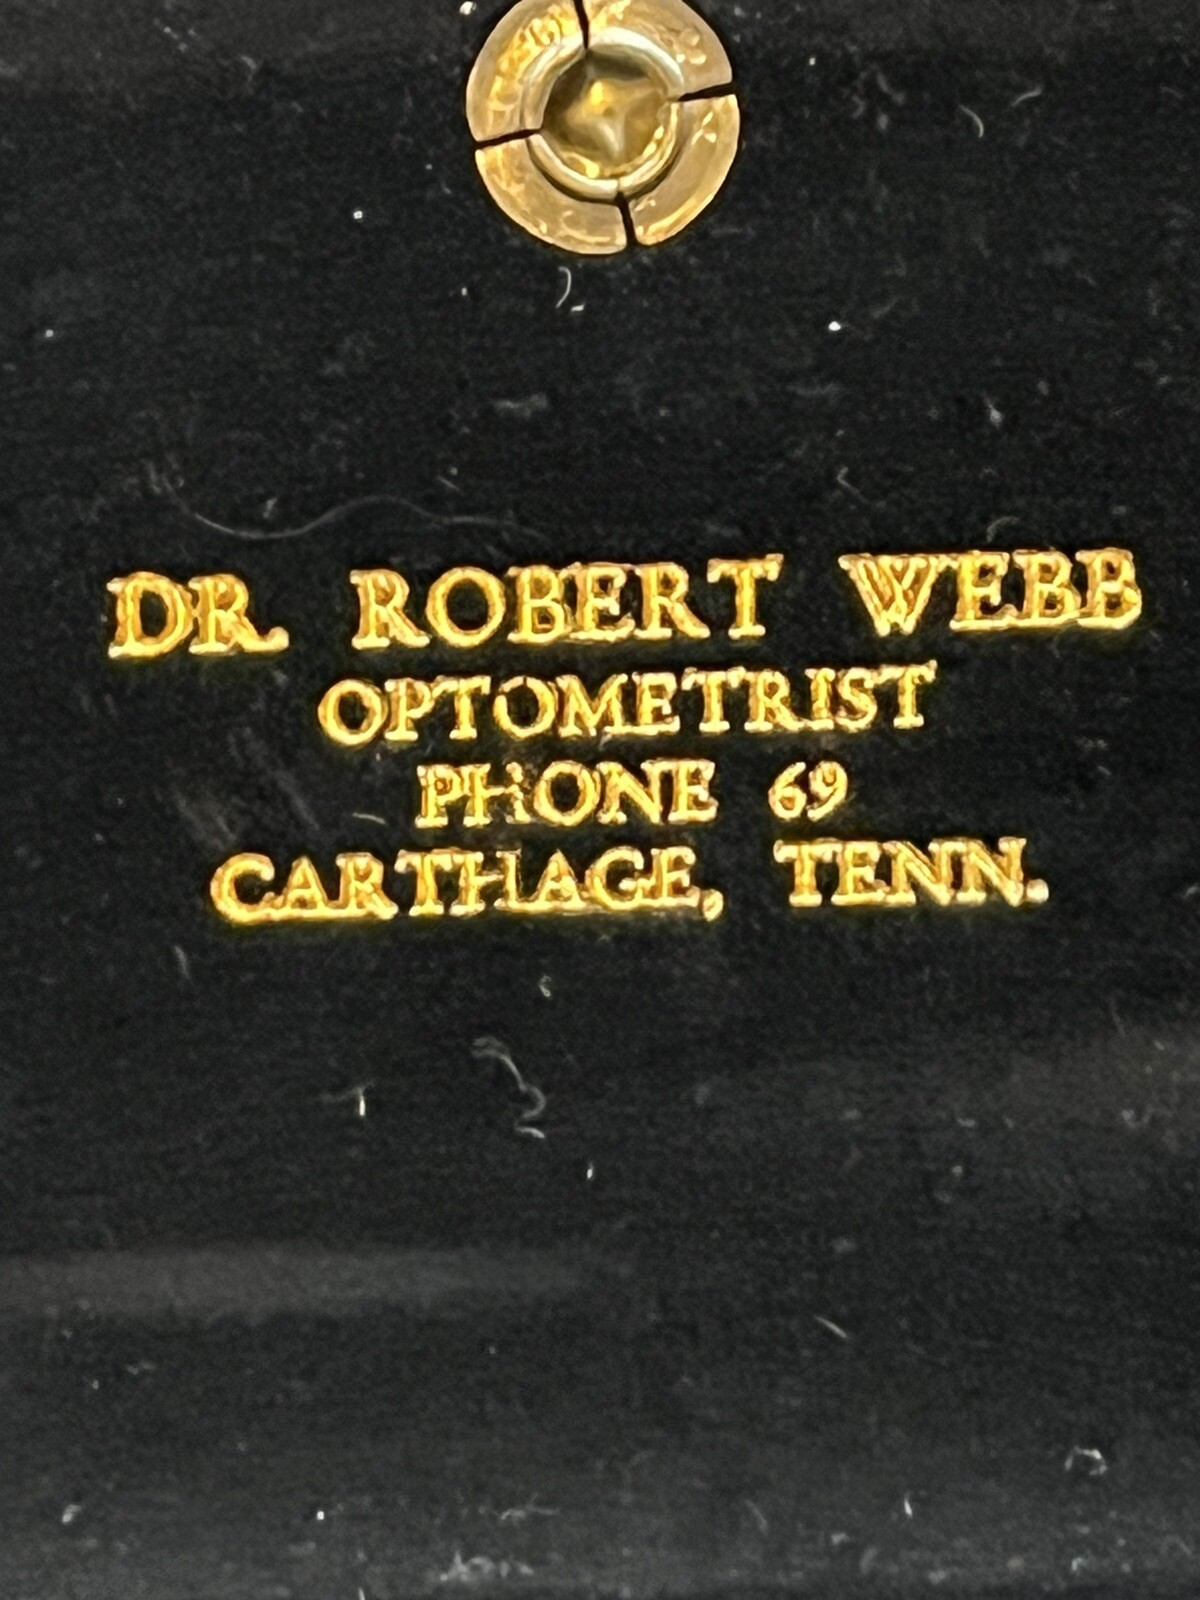 DR. ROBERT WEBB
OPTOMETRIST
PHONE 69
CARTHAGE, TENN.